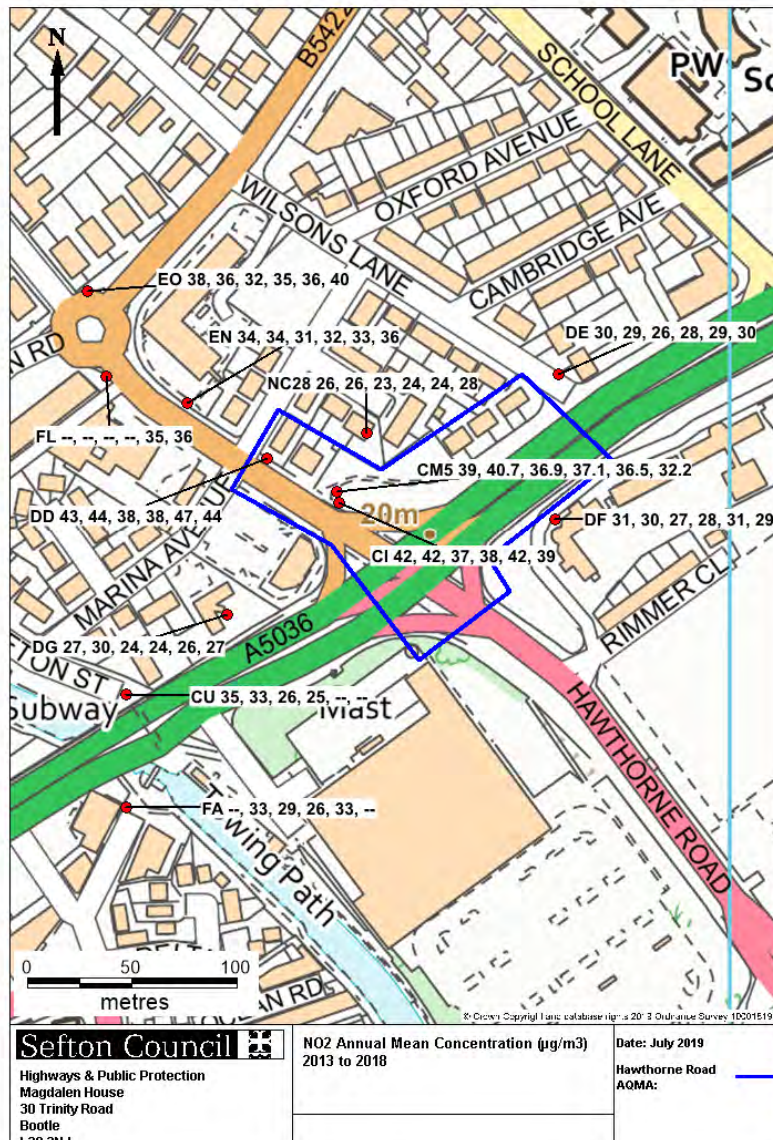 N
B5422
SCHOOL LANE
PW
Sc
OXFORD AVENUE
WILSONS LANE
CAMBRIDGE AVE
EO 38, 36, 32, 35, 36, 40
N RD
EN 34, 34, 31, 32, 33, 36
DE 30, 29, 26, 28, 29, 30
NC28 26, 26, 23, 24, 24, 28
FL --, --, --, --, 35, 36
CM5 39, 40.7, 36.9, 37.1, 36.5, 32.2
DD 43, 44, 38, 38, 47, 44
20m
DF 31, 30, 27, 28, 31, 29
CI 42, 42, 37, 38, 42, 39
MARINA AVENUE
RIMMER CL
DG 27, 30, 24, 24, 26, 27
A5036
TON ST
CU 35, 33, 26, 25, --, --
Subway
Mast
HAWTHORNE ROAD
FA --, 33, 29, 26, 33, --
Towing Path
0 50 100
metres
Sefton Council
Highways & Public Protection
Magdalen House
30 Trinity Road
Bootle
NO2 Annual Mean Concentration (µg/m3)
2013 to 2018
Date: July 2019
Hawthorne Road
AQMA: